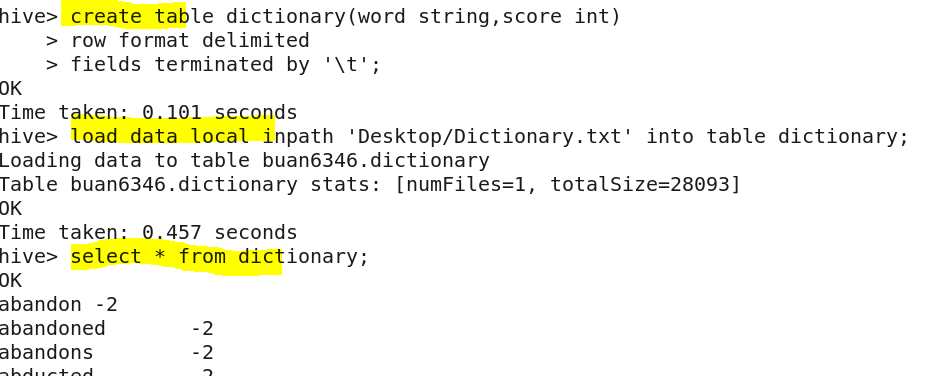 hive> create table dictionary(word string,score int)
    > row format delimited
    > fields terminated by '\t';
OK
Time taken: 0.101 seconds
hive> load data local inpath 'Desktop/Dictionary.txt' into table dictionary;
Loading data to table buan6346.dictionary
Table buan6346.dictionary stats: [numFiles=1, totalSize=28093]
OK
Time taken: 0.457 seconds
hive> select * from dictionary;
OK
abandon -2
abandoned       -2
abandons        -2
abducted        -2